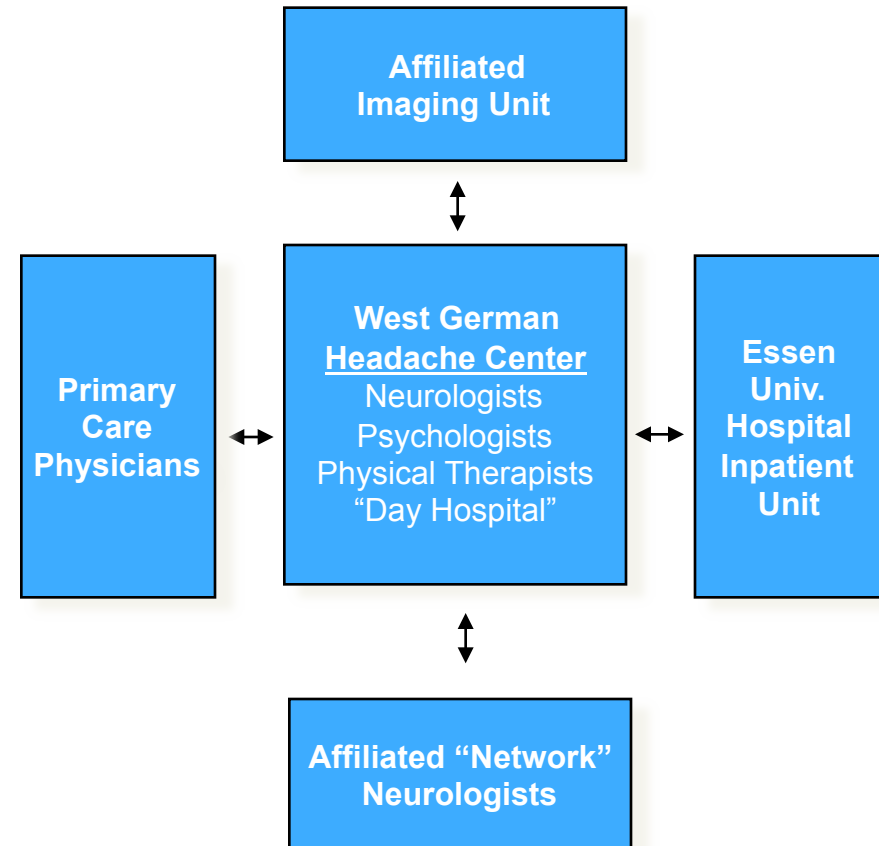 Affiliated
Imaging Unit
West German
Headache Center
Neurologists
Psychologists
Physical Therapists
“Day Hospital”
Primary
Care
Physicians
Essen
Univ.
Hospital
Inpatient
Unit
Affiliated “Network”
Neurologists